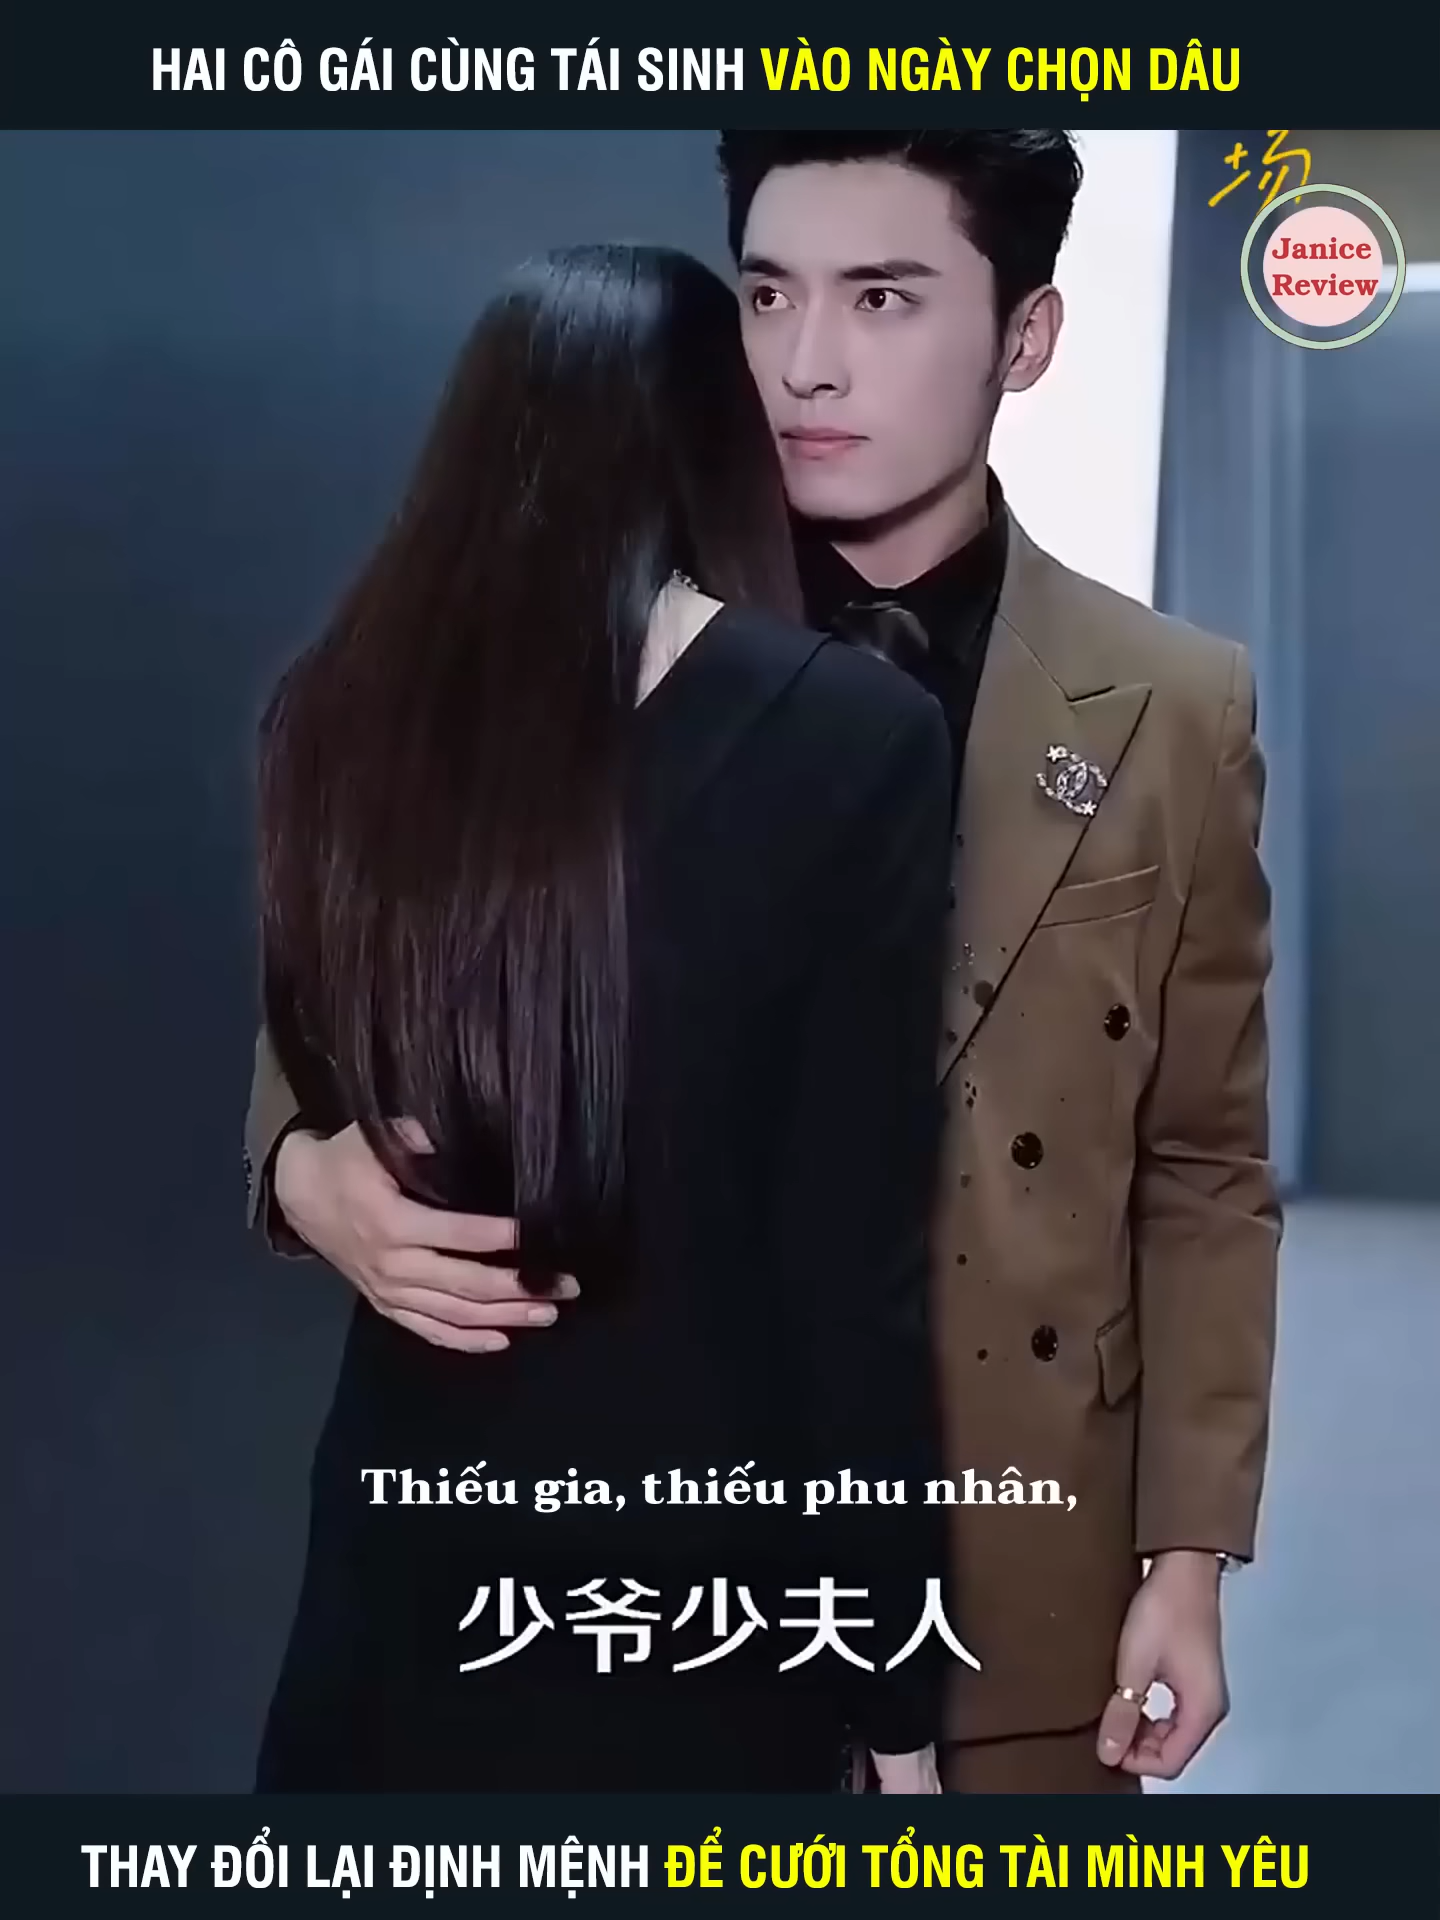 HAI CÔ GÁI CÙNG TÁI SINH VÀO NGÀY CHỌN DÂU
场
Janice
Review
Thiếu gia, thiếu phu nhân,
少爷少夫人
THAY ĐỔI LẠI ĐỊNH MỆNH ĐỂ CƯỚI TỔNG TÀI MÌNH YÊU